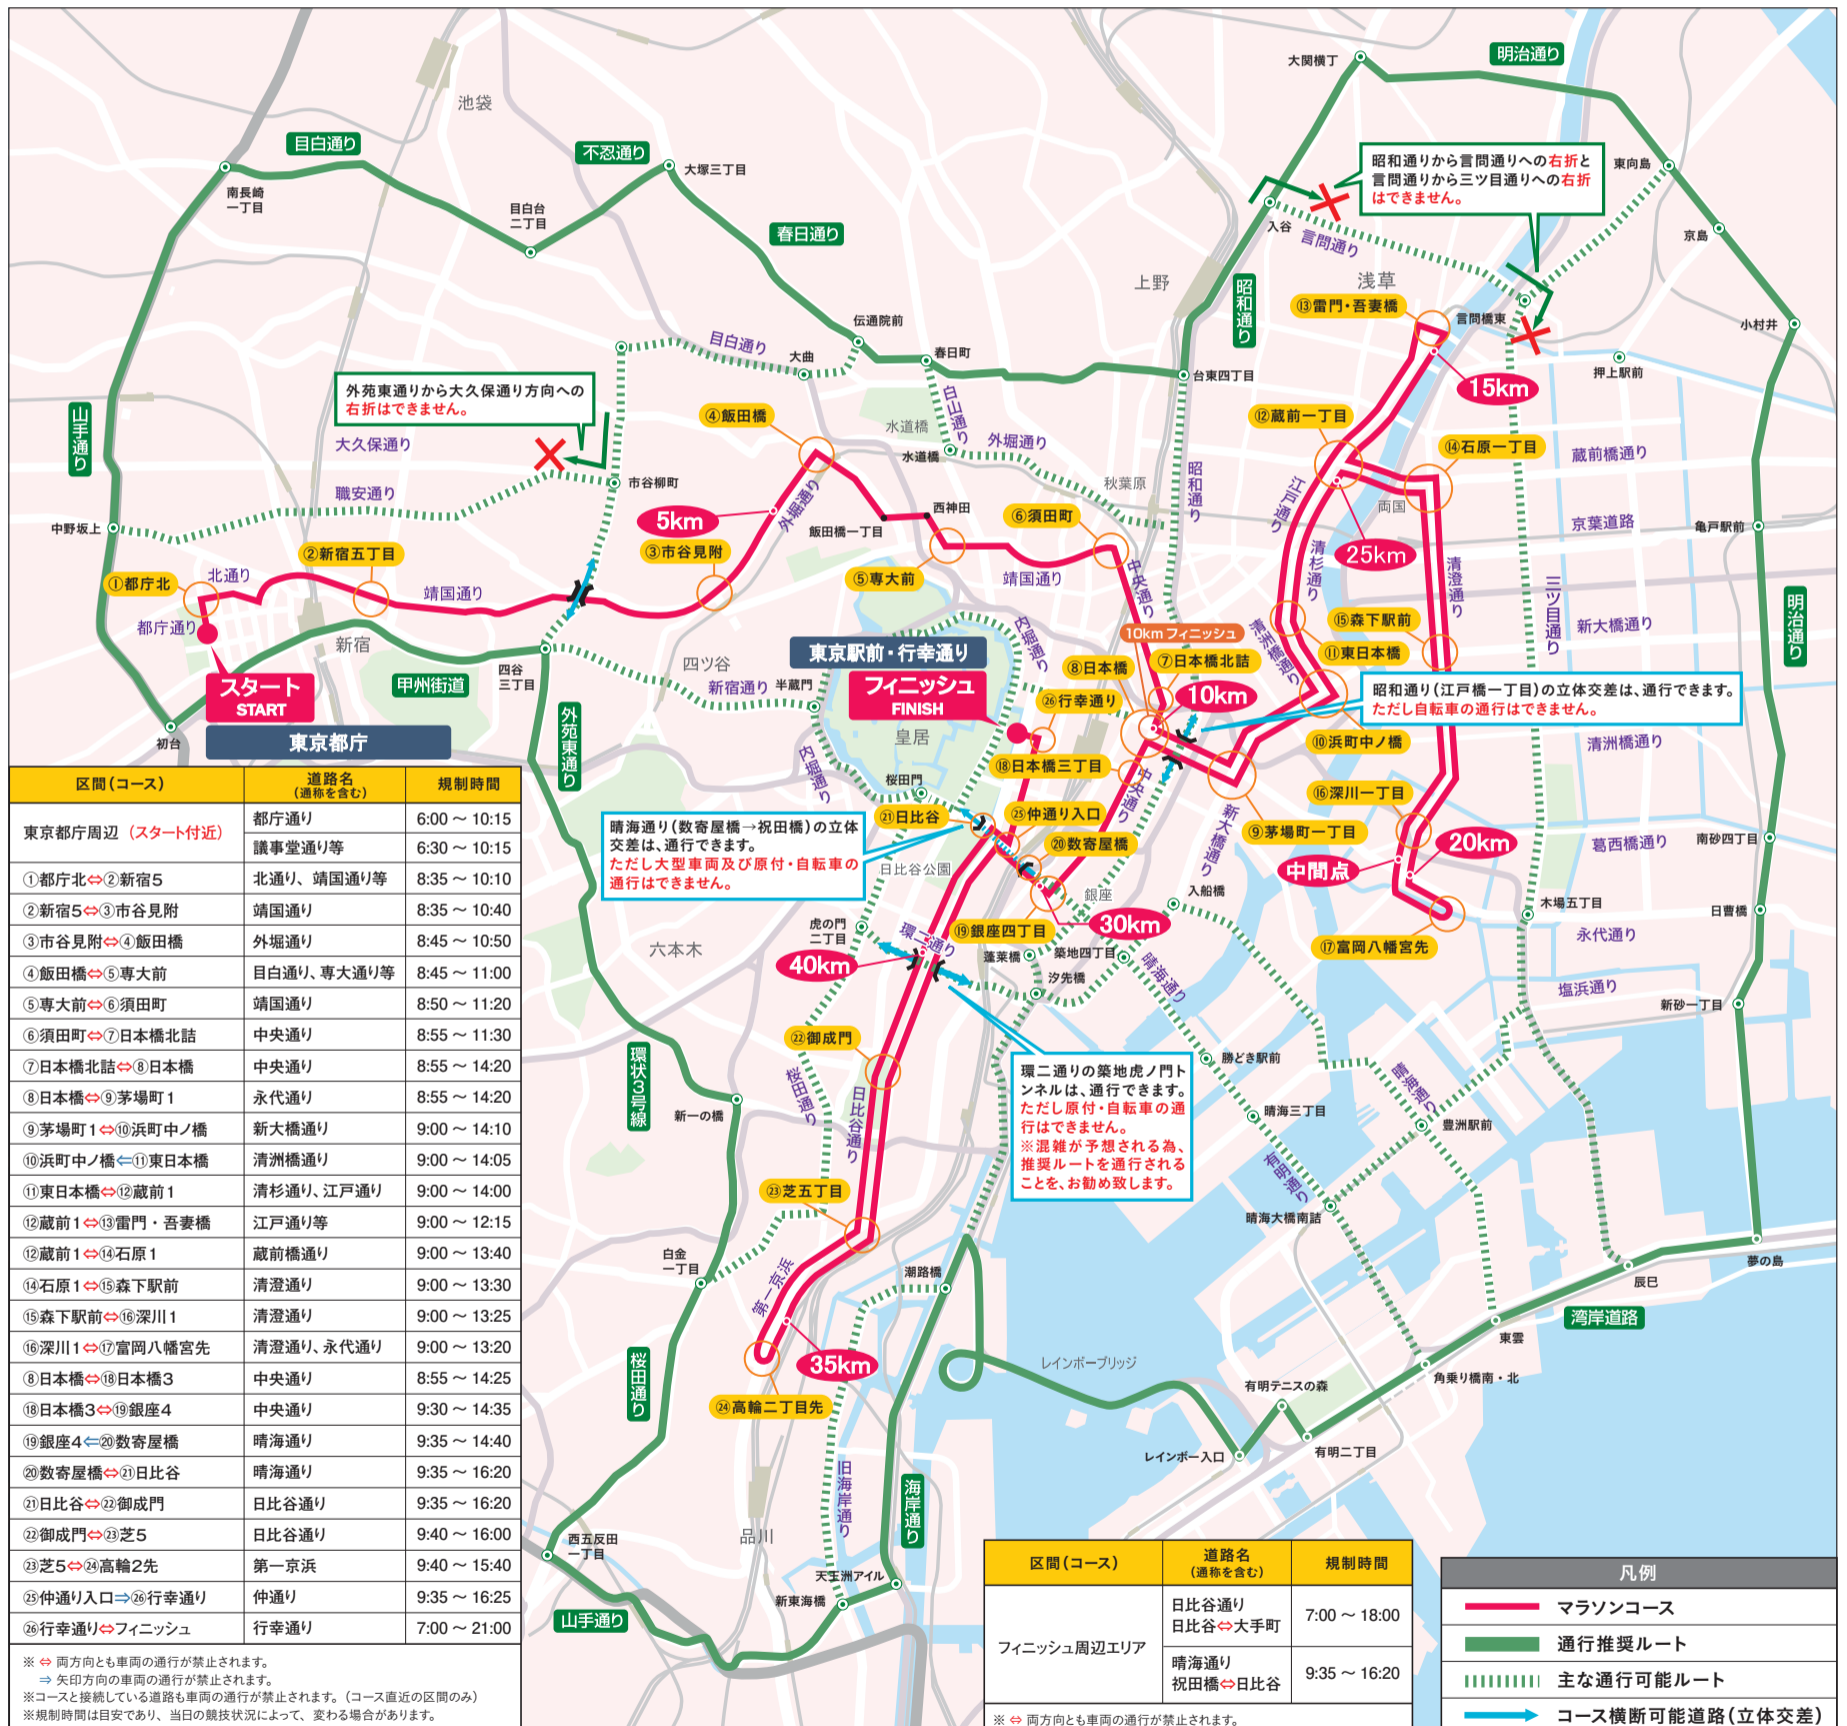 大関横丁
明治通り
池袋
目白通り
不忍通り
大塚三丁目
南長崎
一丁目
目白台
二丁目
春日通り
昭和通りから言問通りへの右折と
言問通りから三ツ目通りへの右折
はできません。
東向島
入谷
言問通り
京島
上野
浅草
昭和通り
⑬雷門・吾妻橋
言問橋東
小村井
伝通院前
目白通り
大曲
春日町
台東四丁目
押上駅前
15km
外苑東通りから大久保通り方向への
右折はできません。
山手通り
大久保通り
④飯田橋
水道橋
白山通り
外堀通り
水道橋
⑫蔵前一丁目
⑭石原一丁目
蔵前橋通り
市谷柳町
職安通り
5km
外堀通り
飯田橋一丁目
西神田
秋葉原
昭和通り
江戸通り
両国
京葉道路
亀戸駅前
中野坂上
⑥須田町
25km
②新宿五丁目
③市谷見附
⑤専大前
靖国通り
中央通り
清杉通り
清澄通り
三ツ目通り
①都庁北
北通り
靖国通り
都庁通り
新宿
10kmフィニッシュ
⑮森下駅前
新大橋通り
明治通り
内堀通り
東京駅前・行幸通り
⑧日本橋
⑦日本橋北詰
清洲橋通り
⑪東日本橋
四谷
三丁目
四ツ谷
新宿通り
半蔵門
フィニッシュ
FINISH
甲州街道
スタート
START
㉖行幸通り
10km
昭和通り(江戸橋一丁目)の立体交差は、通行できます。
ただし自転車の通行はできません。
初台
東京都庁
外苑東通り
皇居
⑩浜町中ノ橋
清洲橋通り
内堀通り
桜田門
⑱日本橋三丁目
中央通り
⑯深川一丁目
晴海通り(数寄屋橋→祝田橋)の立体
交差は、通行できます。
ただし大型車両及び原付・自転車の
通行はできません。
㉑日比谷
㉕仲通り入口
⑳数寄屋橋
新大橋通り
⑨茅場町一丁目
20km
葛西橋通り
南砂四丁目
日比谷公園
中間点
銀座
入船橋
木場五丁目
日曹橋
虎の門
二丁目
環二通り
⑲銀座四丁目
30km
⑰富岡八幡宮先
永代通り
六本木
40km
蓬莱橋
築地四丁目
晴海通り
汐先橋
塩浜通り
新砂一丁目
㉒御成門
環状3号線
桜田通り
日比谷通り
新一の橋
環二通りの築地虎ノ門ト
ンネルは、通行できます。
ただし原付・自転車の通
行はできません。
※混雑が予想される為、
推奨ルートを通行される
ことを、お勧め致します。
勝どき駅前
晴海三丁目
晴海通り
豊洲駅前
有明通り
㉓芝五丁目
晴海大橋南詰
白金
一丁目
第一京浜
潮路橋
夢の島
辰巳
湾岸道路
東雲
35km
レインボーブリッジ
角乗り橋南・北
桜田通り
㉔高輪二丁目先
有明テニスの森
レインボー入口
有明二丁目
旧海岸通り
海岸通り
品川
西五反田
一丁目
天王洲アイル
新東海橋
山手通り
区間(コース) 道路名(通称を含む) 規制時間
東京都庁周辺(スタート付近) 都庁通り 6:00 ～ 10:15
議事堂通り等 6:30 ～ 10:15
①都庁北⇔②新宿5 北通り、靖国通り等 8:35 ～ 10:10
②新宿5⇔③市谷見附 靖国通り 8:35 ～ 10:40
③市谷見附⇔④飯田橋 外堀通り 8:45 ～ 10:50
④飯田橋⇔⑤専大前 目白通り、専大通り等 8:45 ～ 11:00
⑤専大前⇔⑥須田町 靖国通り 8:50 ～ 11:20
⑥須田町⇔⑦日本橋北詰 中央通り 8:55 ～ 11:30
⑦日本橋北詰⇔⑧日本橋 中央通り 8:55 ～ 14:20
⑧日本橋⇔⑨茅場町1 永代通り 8:55 ～ 14:20
⑨茅場町1⇔⑩浜町中ノ橋 新大橋通り 9:00 ～ 14:10
⑩浜町中ノ橋⇐⑪東日本橋 清洲橋通り 9:00 ～ 14:05
⑪東日本橋⇔⑫蔵前1 清杉通り、江戸通り 9:00 ～ 14:00
⑫蔵前1⇔⑬雷門・吾妻橋 江戸通り等 9:00 ～ 12:15
⑫蔵前1⇔⑭石原1 蔵前橋通り 9:00 ～ 13:40
⑭石原1⇔⑮森下駅前 清澄通り 9:00 ～ 13:30
⑮森下駅前⇔⑯深川1 清澄通り 9:00 ～ 13:25
⑯深川1⇔⑰富岡八幡宮先 清澄通り、永代通り 9:00 ～ 13:20
⑧日本橋⇔⑱日本橋3 中央通り 8:55 ～ 14:25
⑱日本橋3⇔⑲銀座4 中央通り 9:30 ～ 14:35
⑲銀座4⇐⑳数寄屋橋 晴海通り 9:35 ～ 14:40
⑳数寄屋橋⇔㉑日比谷 晴海通り 9:35 ～ 16:20
㉑日比谷⇔㉒御成門 日比谷通り 9:35 ～ 16:20
㉒御成門⇔㉓芝5 日比谷通り 9:40 ～ 16:00
㉓芝5⇔㉔高輪2先 第一京浜 9:40 ～ 15:40
㉕仲通り入口⇒㉖行幸通り 仲通り 9:35 ～ 16:25
㉖行幸通り⇔フィニッシュ 行幸通り 7:00 ～ 21:00
※ ⇔ 両方向とも車両の通行が禁止されます。
⇒ 矢印方向の車両の通行が禁止されます。
※コースと接続している道路も車両の通行が禁止されます。(コース直近の区間のみ)
※規制時間は目安であり、当日の競技状況によって、変わる場合があります。
区間(コース) 道路名(通称を含む) 規制時間
フィニッシュ周辺エリア 日比谷通り 日比谷⇔大手町 7:00 ～ 18:00
晴海通り 祝田橋⇔日比谷 9:35 ～ 16:20
※ ⇔ 両方向とも車両の通行が禁止されます。
凡例
マラソンコース
通行推奨ルート
主な通行可能ルート
コース横断可能道路(立体交差)